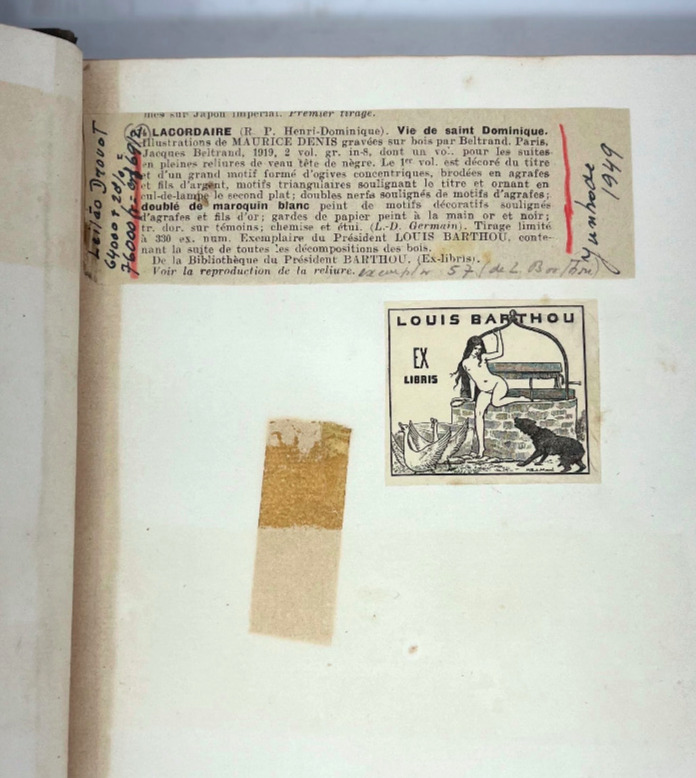 mes sur Japon impérial. Premier tirage.
LACORDAIRE (R. P. Henri-Dominique). Vie de saint Dominique.
Illustrations de MAURICE DENIS gravées sur bois par Beltrand. Paris,
Jacques Beltrand, 1919, 2 vol. gr. in-8, dont un vol. pour les suites
en pleines reliures de veau tête de nègre. Le 1er vol. est décoré du titre
et d'un grand motif formé d'ogives concentriques, brodées en agrafes
et fils d'argent, motifs triangulaires soulignant le titre et ornant en
cul-de-lampe le second plat; doubles nerfs soulignés de motifs d'agrafes;
doublé de maroquin blanc peint de motifs décoratifs soulignés
d'agrafes et fils d'or; gardes de papier peint à la main or et noir;
tr. dor. sur témoins; chemise et étui. (L.-D. Germain). Tirage limité
à 330 ex. num. Exemplaire du Président LOUIS BARTHOU, conte-
nant la suite de toutes les décompositions des bois.
De la Bibliothèque du Président BARTHOU. (Ex-libris).
Voir la reproduction de la reliure. exemplar 57 (de L. Barthou)
Leilão Drouot
64000 +
76000
Junho de
1949
LOUIS BARTHOU
EX
LIBRIS